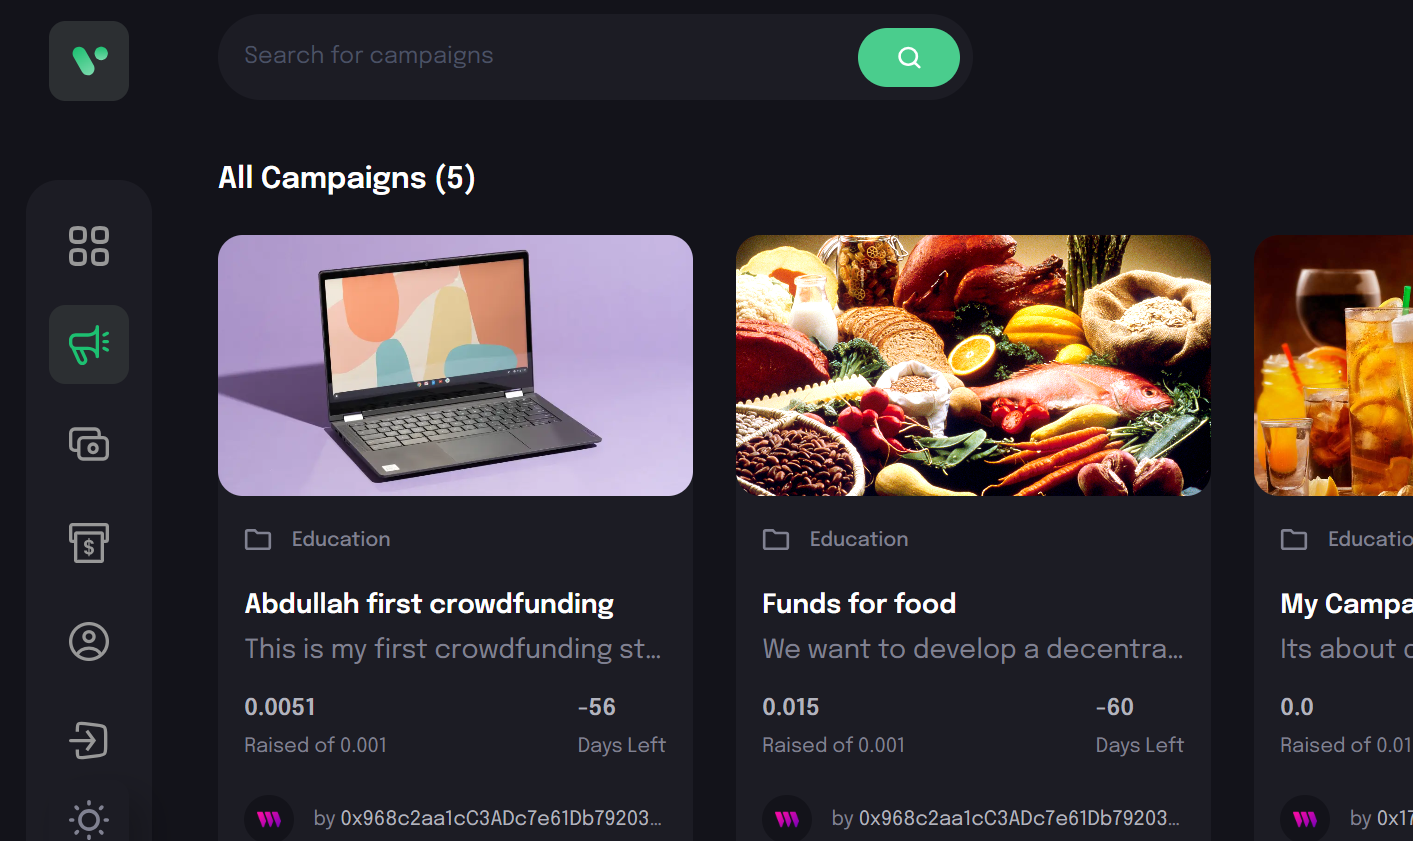 Search for campaigns
All Campaigns (5)
Education
Abdullah first crowdfunding
This is my first crowdfunding st...
0.0051
-56
Raised of 0.001
Days Left
by 0x968c2aa1cC3ADc7e61Db79203...
Education
Funds for food
We want to develop a decentra...
0.015
-60
Raised of 0.001
Days Left
by 0x968c2aa1cC3ADc7e61Db79203...
Educatio
My Campa
Its about
0.0
Raised of 0.01
by 0x17